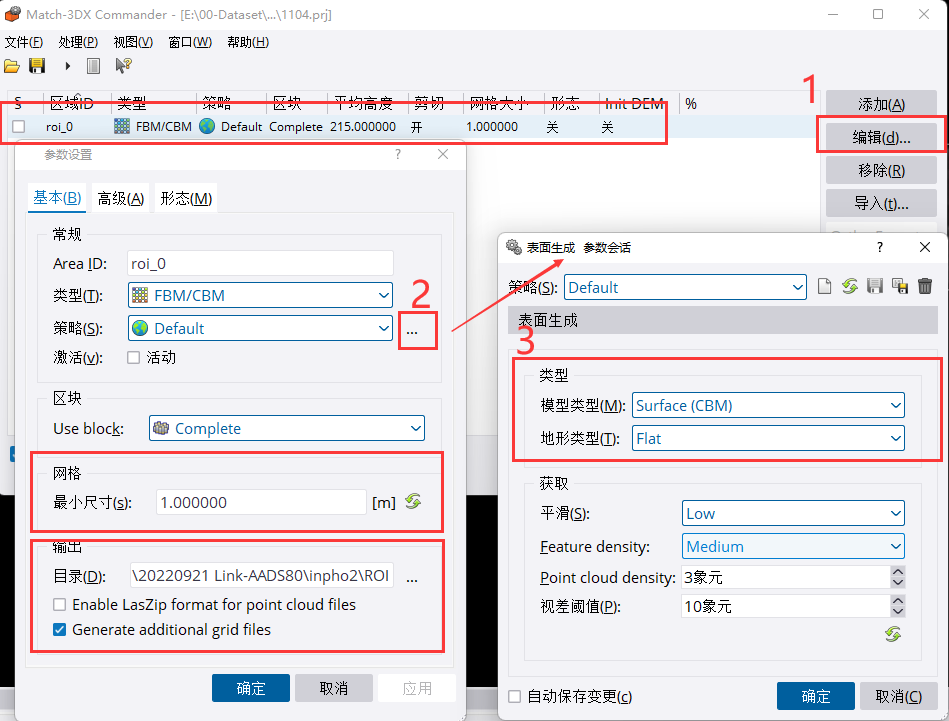 Match-3DX Commander - [E:\00-Dataset\...\1104.prj]
文件(F) 处理(P) 视图(V) 窗口(W) 帮助(H)
S 区域ID 类型 策略 区块 平均高度 剪切 网格大小 形态 Init DEM %
roi_0 FBM/CBM Default Complete 215.000000 开 1.000000 关 关
1
添加(A)
编辑(d)...
移除(R)
导入(t)...
参数设置 ?
基本(B) 高级(A) 形态(M)
常规
Area ID: roi_0
类型(T): FBM/CBM
策略(S): Default ...
2
激活(v): 活动
区块
Use block: Complete
网格
最小尺寸(s): 1.000000 [m]
输出
目录(D): \20220921 Link-AADS80\inpho2\ROI ...
Enable LasZip format for point cloud files
Generate additional grid files
确定 取消 应用
表面生成 参数会话 ?
策略(S): Default
表面生成
3
类型
模型类型(M): Surface (CBM)
地形类型(T): Flat
获取
平滑(S): Low
Feature density: Medium
Point cloud density: 3象元
视差阈值(P): 10象元
自动保存变更(c) 确定 取消(C)